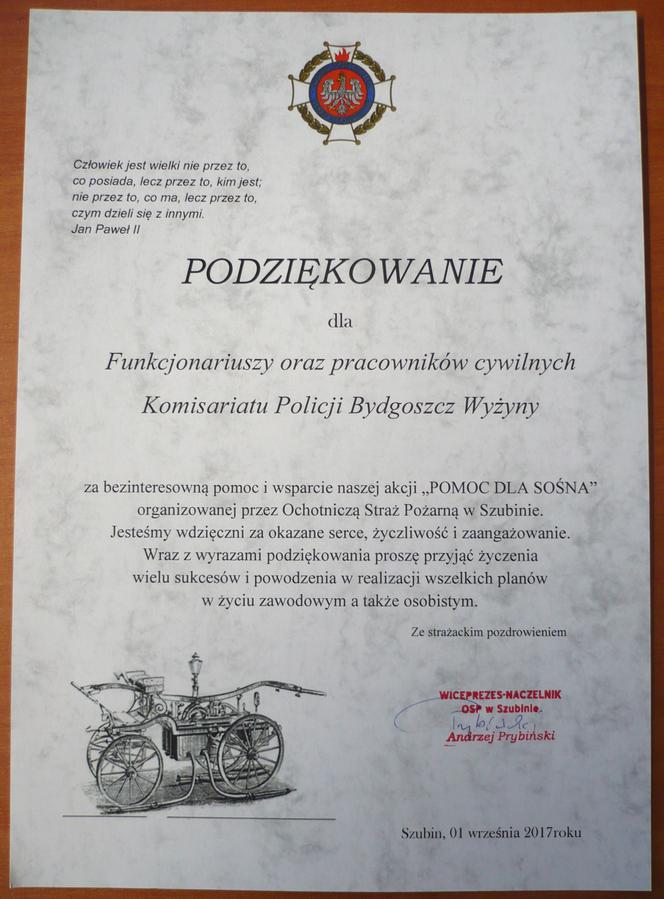 Człowiek jest wielki nie przez to,
co posiada, lecz przez to, kim jest;
nie przez to, co ma, lecz przez to,
czym dzieli się z innymi.
Jan Paweł II
PODZIĘKOWANIE
dla
Funkcjonariuszy oraz pracowników cywilnych
Komisariatu Policji Bydgoszcz Wyżyny
za bezinteresowną pomoc i wsparcie naszej akcji „POMOC DLA SOŚNA”
organizowanej przez Ochotniczą Straż Pożarną w Szubinie.
Jesteśmy wdzięczni za okazane serce, życzliwość i zaangażowanie.
Wraz z wyrazami podziękowania proszę przyjąć życzenia
wielu sukcesów i powodzenia w realizacji wszelkich planów
w życiu zawodowym a także osobistym.
Ze strażackim pozdrowieniem
WICEPREZES-NACZELNIK
OSP w Szubinie.
Andrzej Prybiński
Szubin, 01 września 2017roku